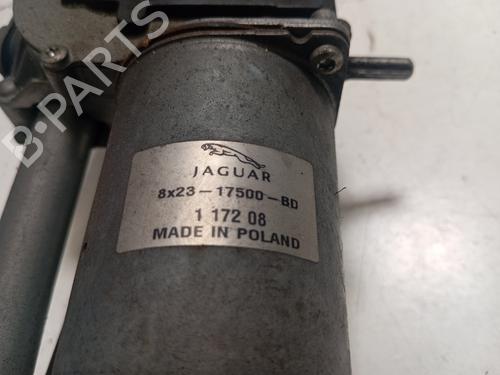 B-PARTS
JAGUAR
8x23-17500-BD
1 172 08
MADE IN POLAND